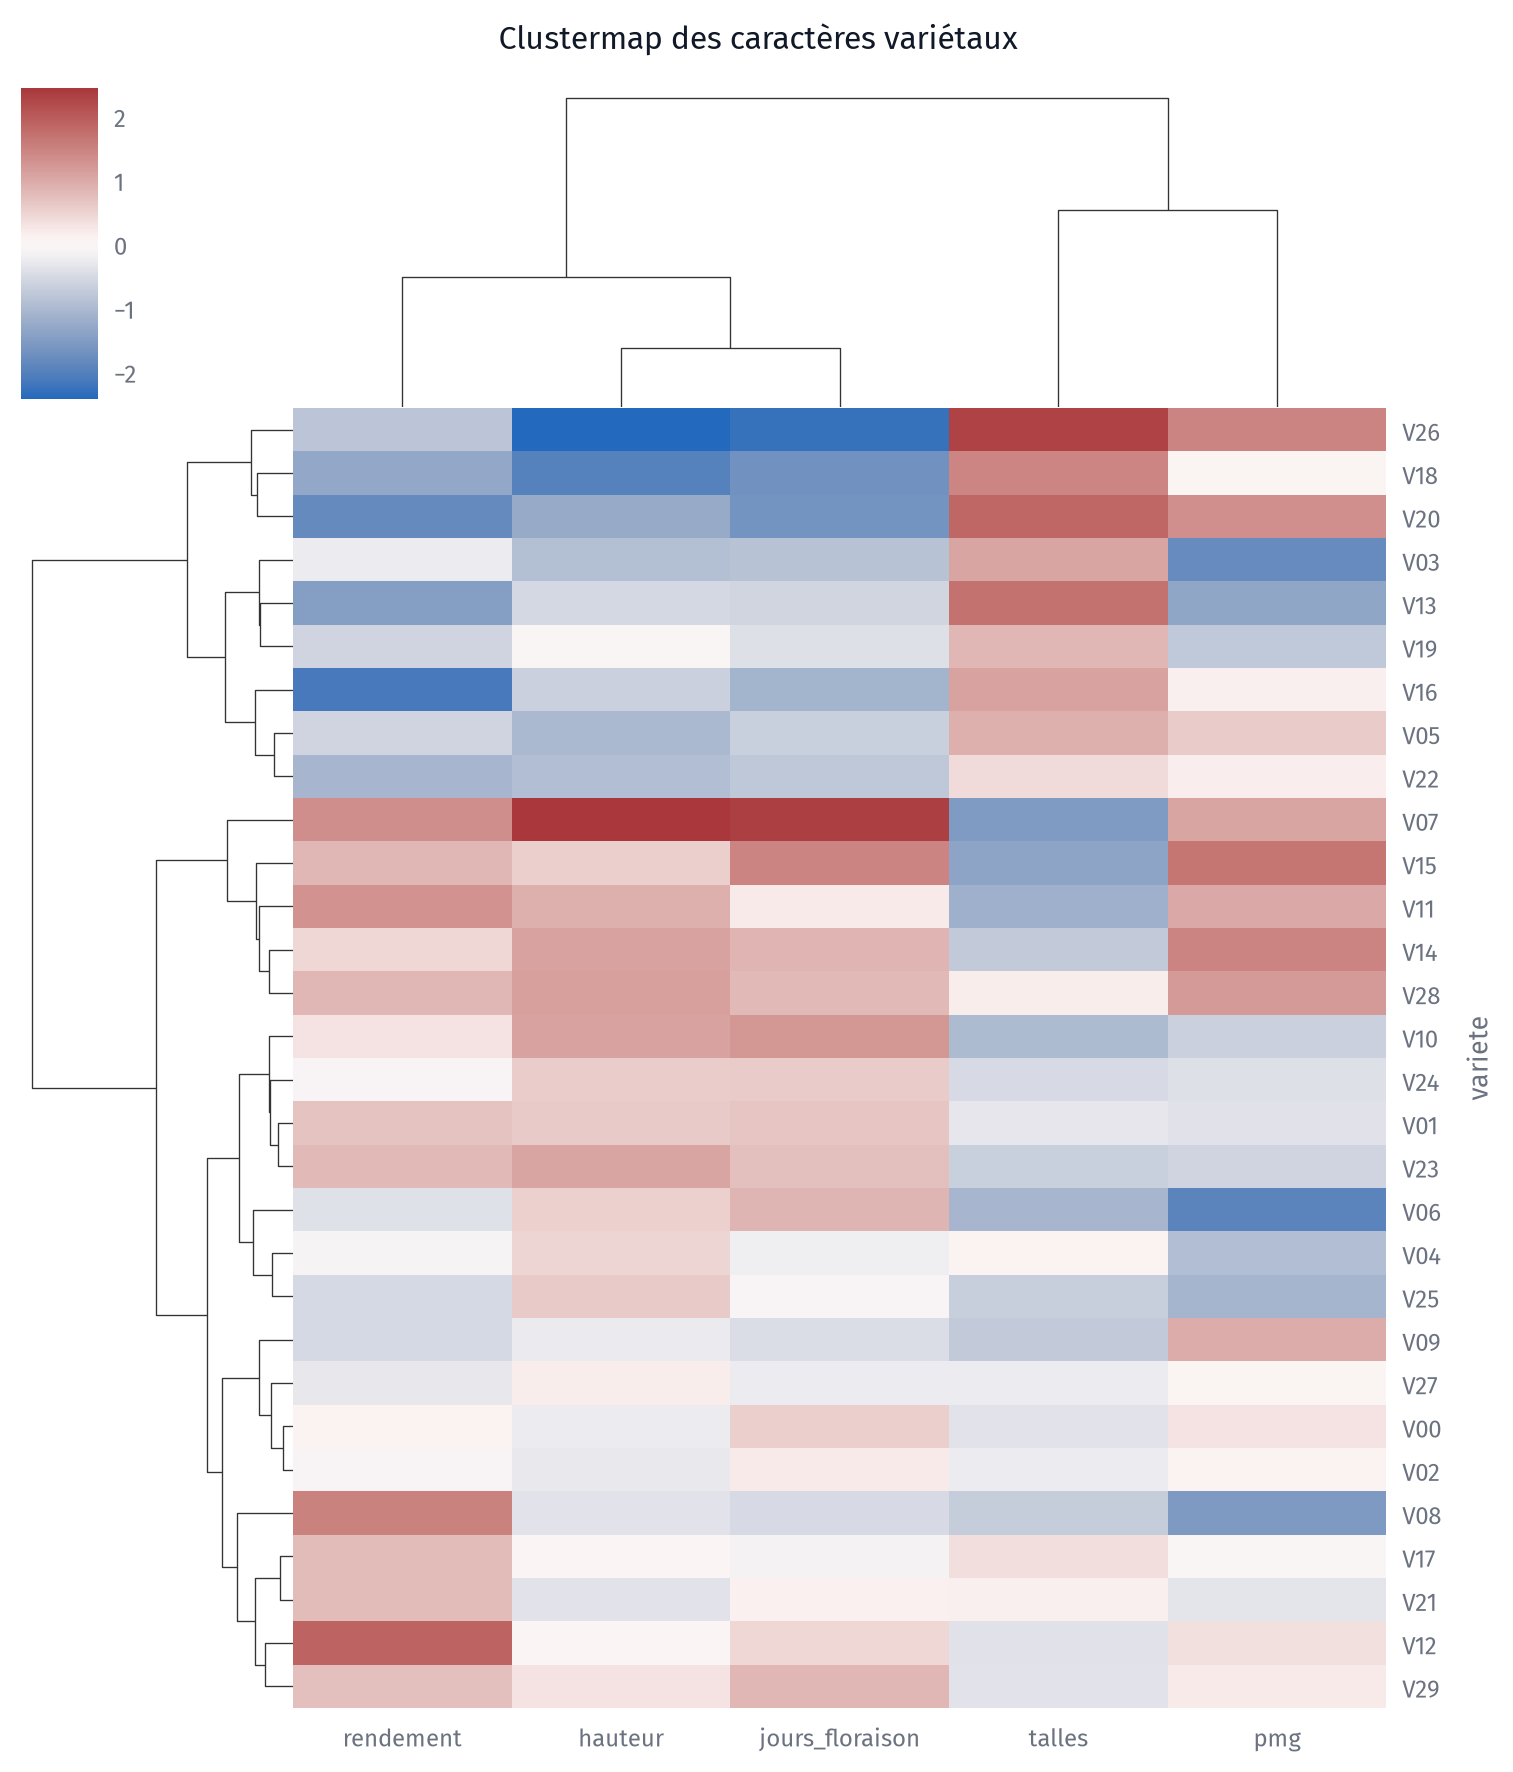 Clustermap des caractères variétaux
2
1
0
−1
−2
V26
V18
V20
V03
V13
V19
V16
V05
V22
V07
V15
V11
V14
V28
V10
V24
V01
V23
V06
V04
V25
V09
V27
V00
V02
V08
V17
V21
V12
V29
variete
rendement
hauteur
jours_floraison
talles
pmg